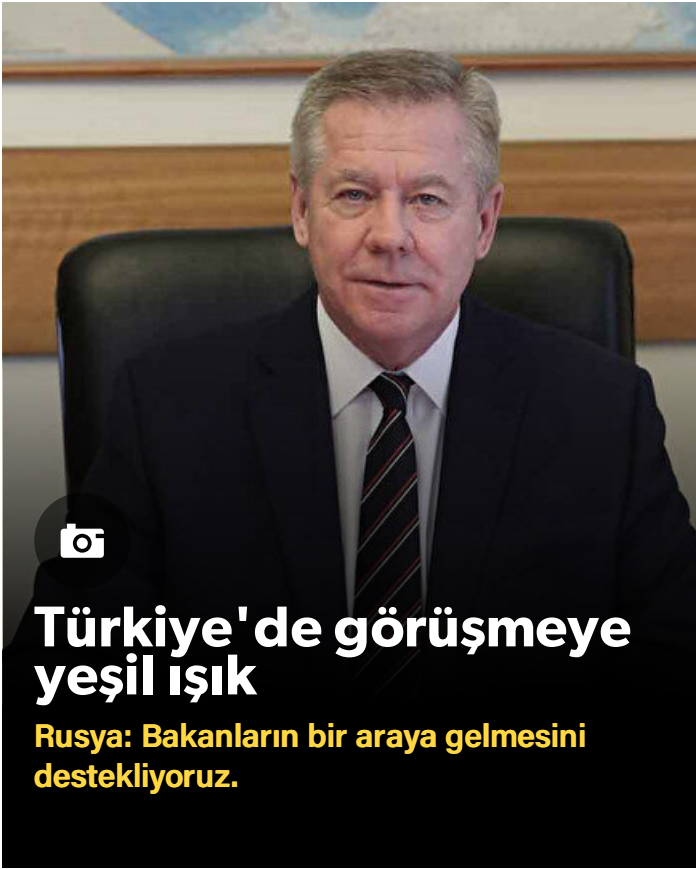 Türkiye'de görüşmeye
yeşil ışık
Rusya: Bakanların bir araya gelmesini
destekliyoruz.